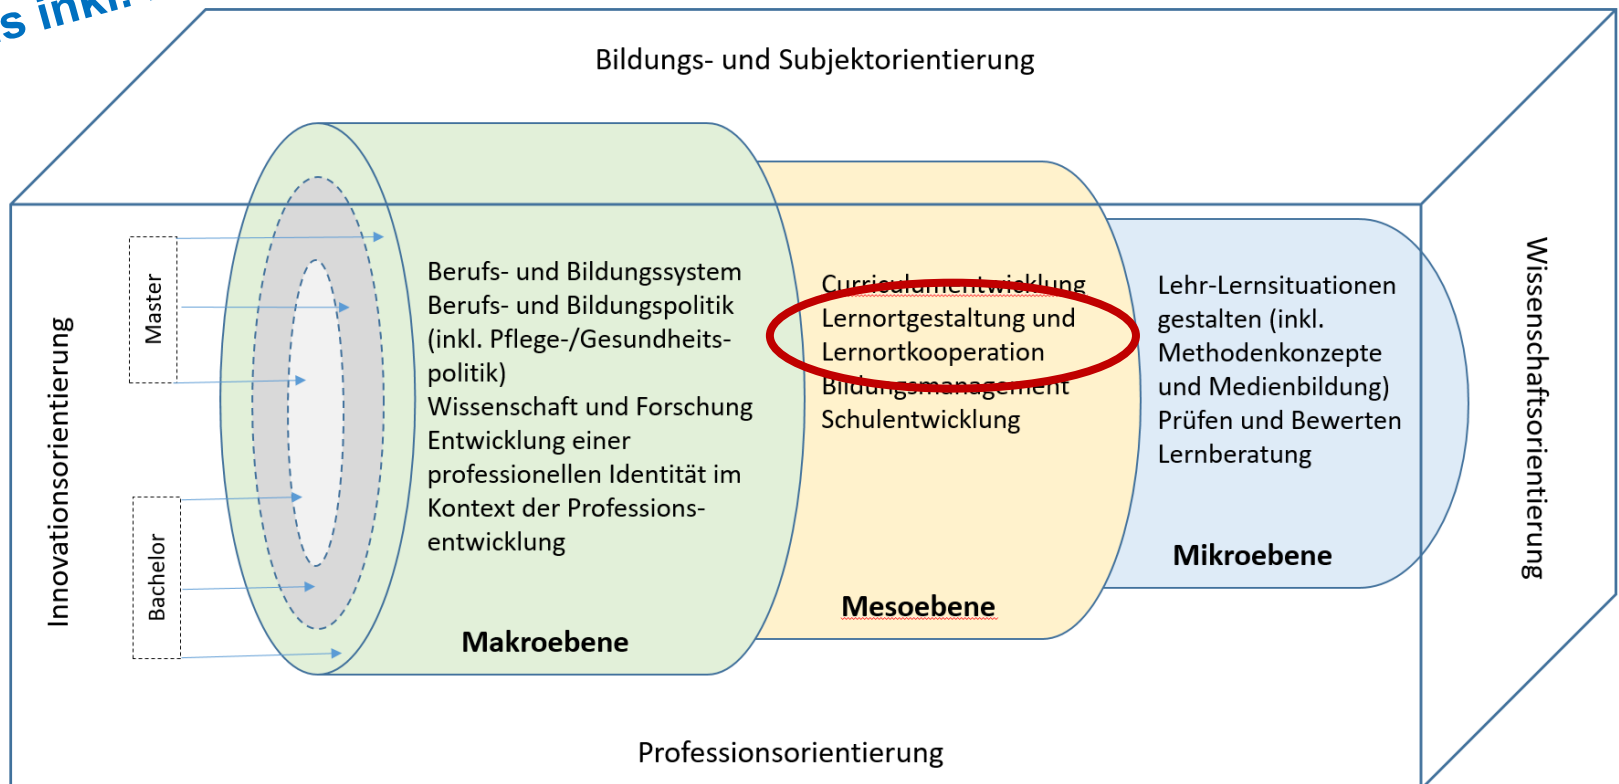 s inkl.
Bildungs- und Subjektorientierung
Innovationsorientierung
Master
Bachelor
Berufs- und Bildungssystem
Berufs- und Bildungspolitik
(inkl. Pflege-/Gesundheits-
politik)
Wissenschaft und Forschung
Entwicklung einer
professionellen Identität im
Kontext der Professions-
entwicklung
Makroebene
Curriculumentwicklung
Lernortgestaltung und
Lernortkooperation
Bildungsmanagement
Schulentwicklung
Mesoebene
Lehr-Lernsituationen
gestalten (inkl.
Methodenkonzepte
und Medienbildung)
Prüfen und Bewerten
Lernberatung
Mikroebene
Wissenschaftsorientierung
Professionsorientierung